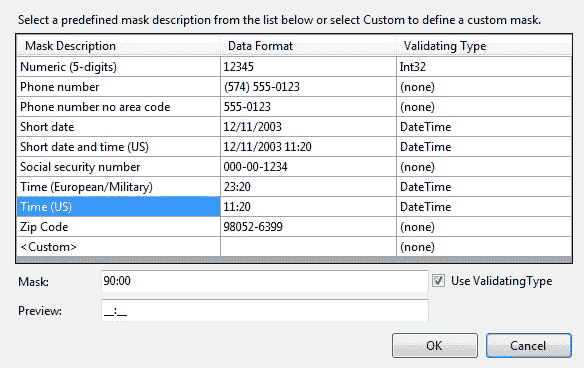 Select a predefined mask description from the list below or select Custom to define a custom mask.
Mask Description Data Format Validating Type
Numeric (5-digits) 12345 Int32
Phone number (574) 555-0123 (none)
Phone number no area code 555-0123 (none)
Short date 12/11/2003 DateTime
Short date and time (US) 12/11/2003 11:20 DateTime
Social security number 000-00-1234 (none)
Time (European/Military) 23:20 DateTime
Time (US) 11:20 DateTime
Zip Code 98052-6399 (none)
<Custom> (none)
Mask: 90:00 Use ValidatingType
Preview: __:__
OK Cancel